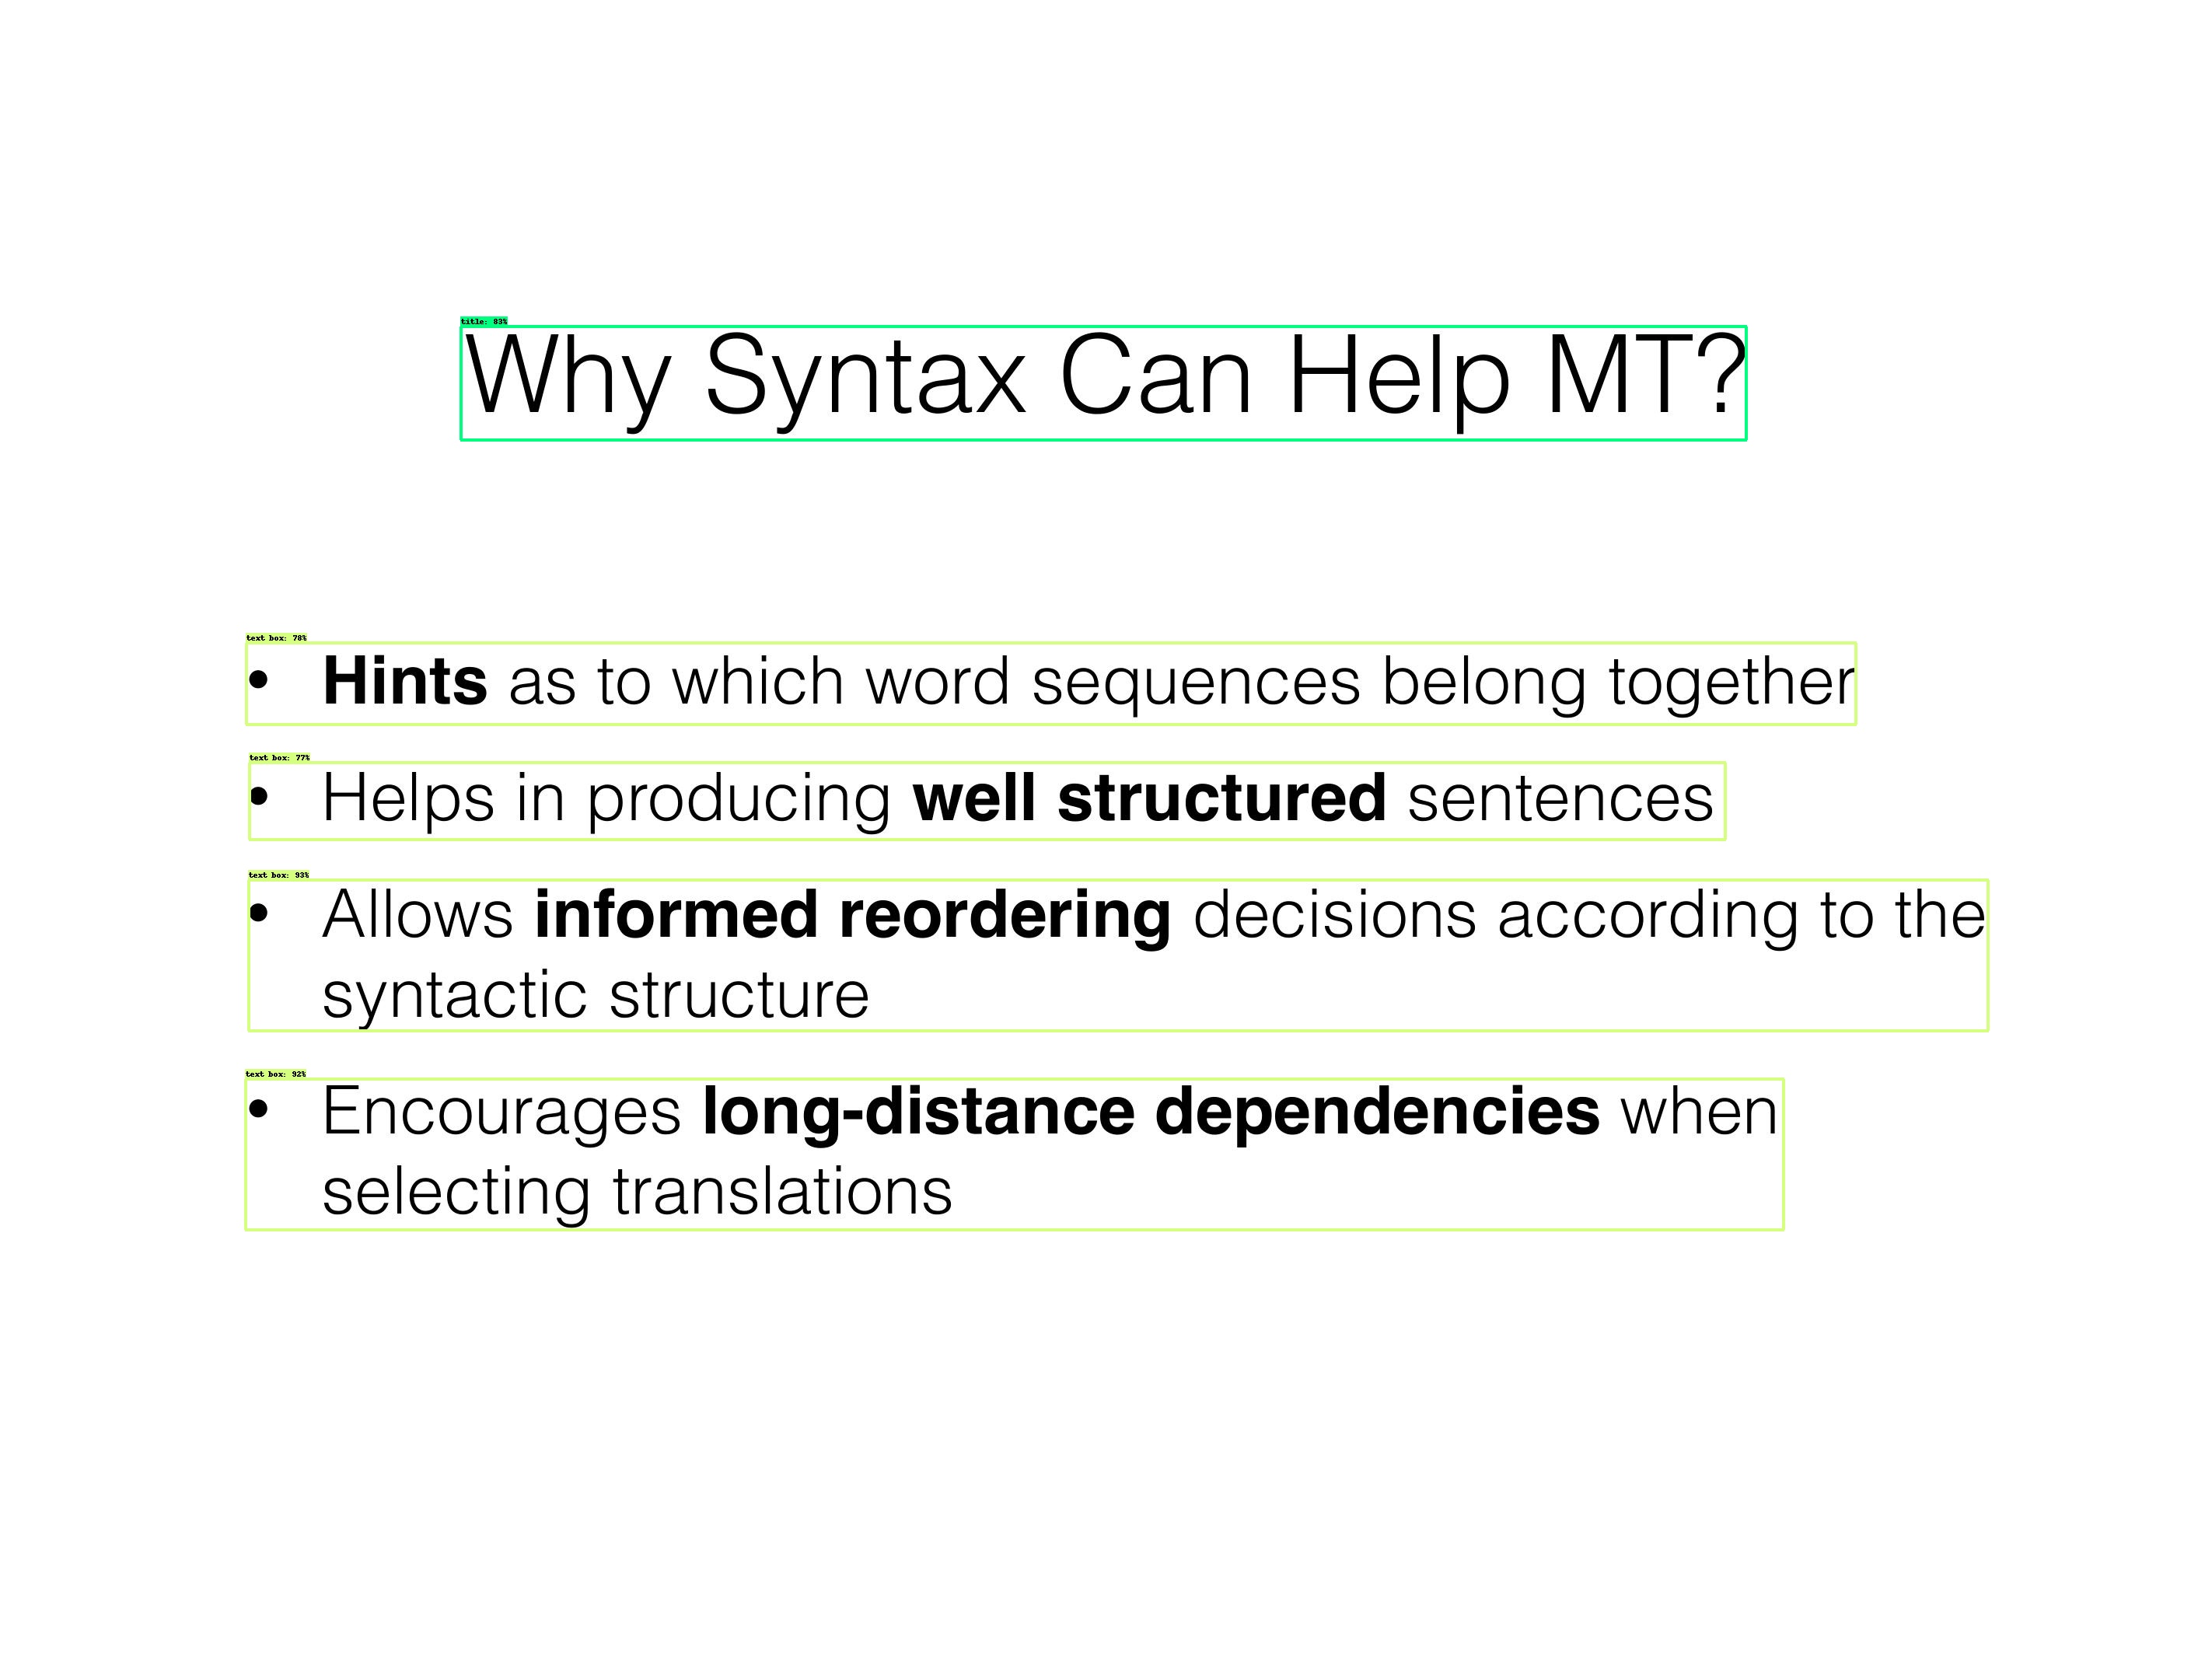 title: 83%
Why Syntax Can Help MT?
text box: 78%
• Hints as to which word sequences belong together
text box: 77%
• Helps in producing well structured sentences
text box: 93%
• Allows informed reordering decisions according to the
syntactic structure
text box: 92%
• Encourages long-distance dependencies when
selecting translations